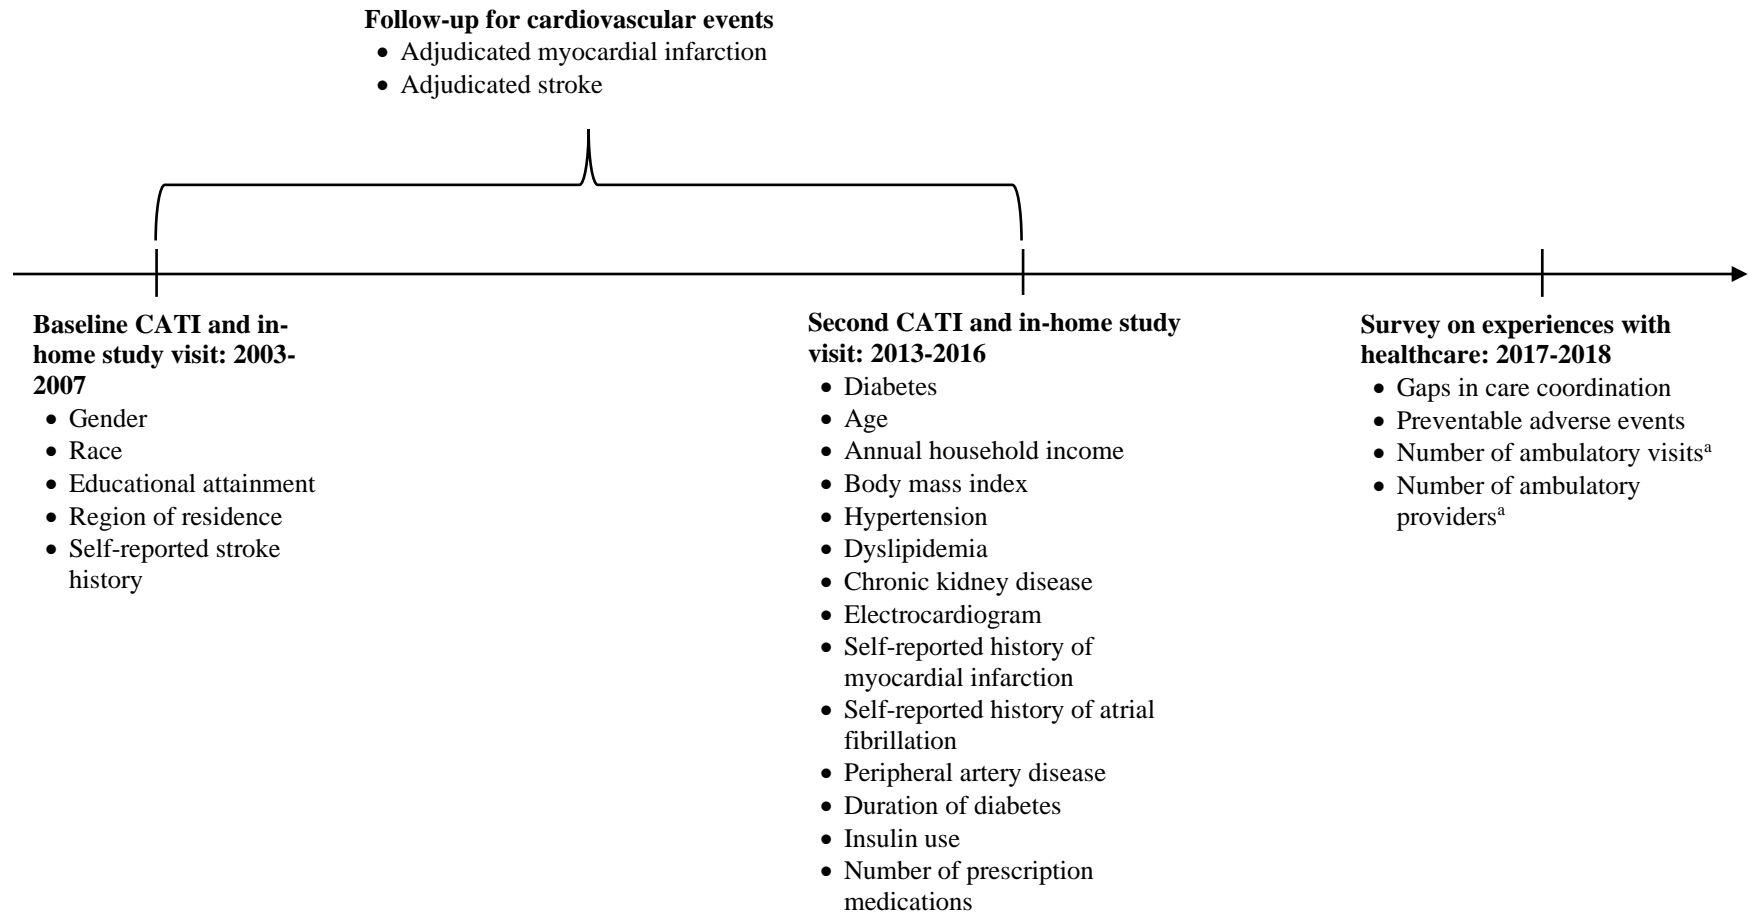 Follow-up for cardiovascular events
• Adjudicated myocardial infarction
• Adjudicated stroke
Baseline CATI and in-
home study visit: 2003-
2007
• Gender
• Race
• Educational attainment
• Region of residence
• Self-reported stroke
history
Second CATI and in-home study
visit: 2013-2016
• Diabetes
• Age
• Annual household income
• Body mass index
• Hypertension
• Dyslipidemia
• Chronic kidney disease
• Electrocardiogram
• Self-reported history of
myocardial infarction
• Self-reported history of atrial
fibrillation
• Peripheral artery disease
• Duration of diabetes
• Insulin use
• Number of prescription
medications
Survey on experiences with
healthcare: 2017-2018
• Gaps in care coordination
• Preventable adverse events
• Number of ambulatory visitsᵃ
• Number of ambulatory
providersᵃ